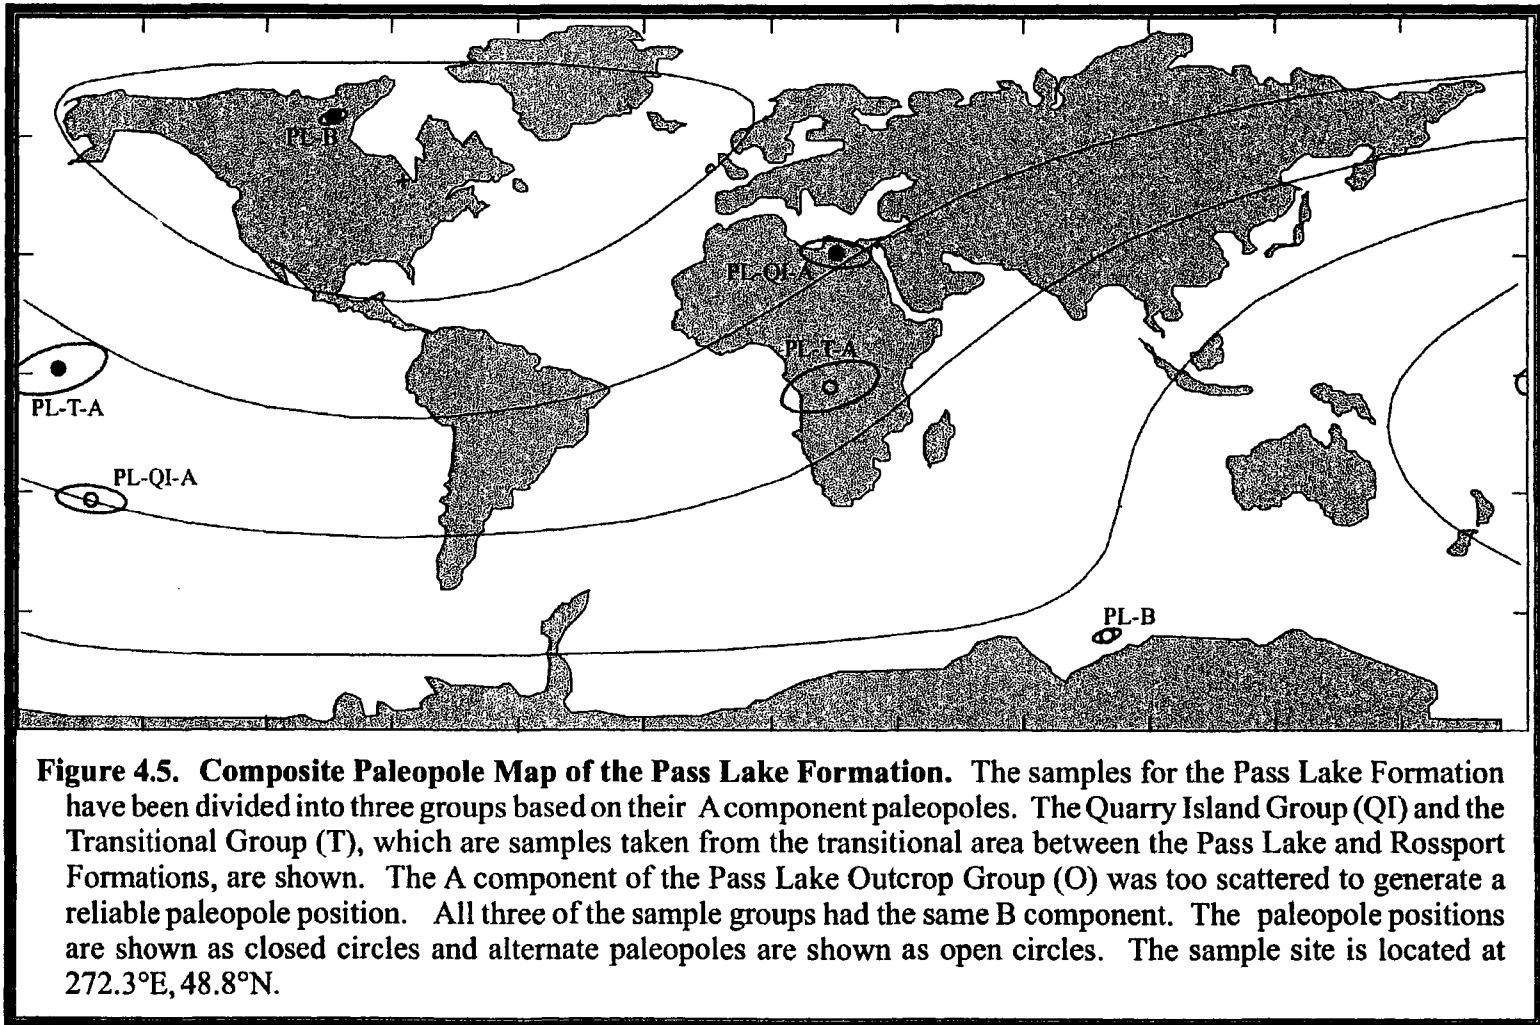 PL-B
PL-QI-A
PL-T-A
PL-T-A
PL-QI-A
PL-B
Figure 4.5. Composite Paleopole Map of the Pass Lake Formation. The samples for the Pass Lake Formation
have been divided into three groups based on their A component paleopoles. The Quarry Island Group (QI) and the
Transitional Group (T), which are samples taken from the transitional area between the Pass Lake and Rossport
Formations, are shown. The A component of the Pass Lake Outcrop Group (O) was too scattered to generate a
reliable paleopole position. All three of the sample groups had the same B component. The paleopole positions
are shown as closed circles and alternate paleopoles are shown as open circles. The sample site is located at
272.3°E, 48.8°N.